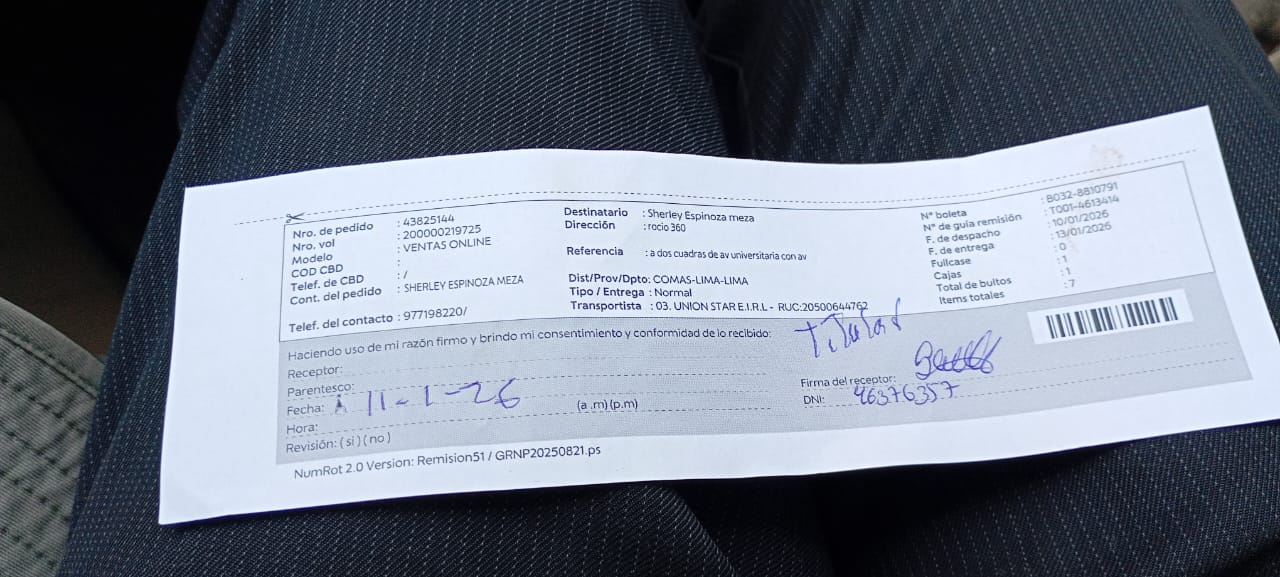 Nro. de pedido : 43825144
Nro. vol : 200000219725
Modelo : VENTAS ONLINE
COD CBD :
Telef. de CBD : /
Cont. del pedido : SHERLEY ESPINOZA MEZA
Telef. del contacto : 977198220/
Destinatario : Sherley Espinoza meza
Dirección : rocio 360
Referencia : a dos cuadras de av universitaria con av
Dist/Prov/Dpto: COMAS-LIMA-LIMA
Tipo / Entrega : Normal
Transportista : 03. UNION STAR E.I.R.L - RUC:20500644762
N° boleta : B032-8810791
N° de guía remisión : T001-4613414
F. de despacho : 10/01/2026
F. de entrega : 13/01/2026
Fullcase : 0
Cajas : 1
Total de bultos : 1
Items totales : 7
Haciendo uso de mi razón firmo y brindo mi consentimiento y conformidad de lo recibido:
Titular
Receptor:
Parentesco:
Fecha: 11-1-26
Hora: (a .m) (p.m)
Revisión: ( si ) ( no )
Firma del receptor:
DNI: 46376357
NumRot 2.0 Version: Remision51 / GRNP20250821.ps